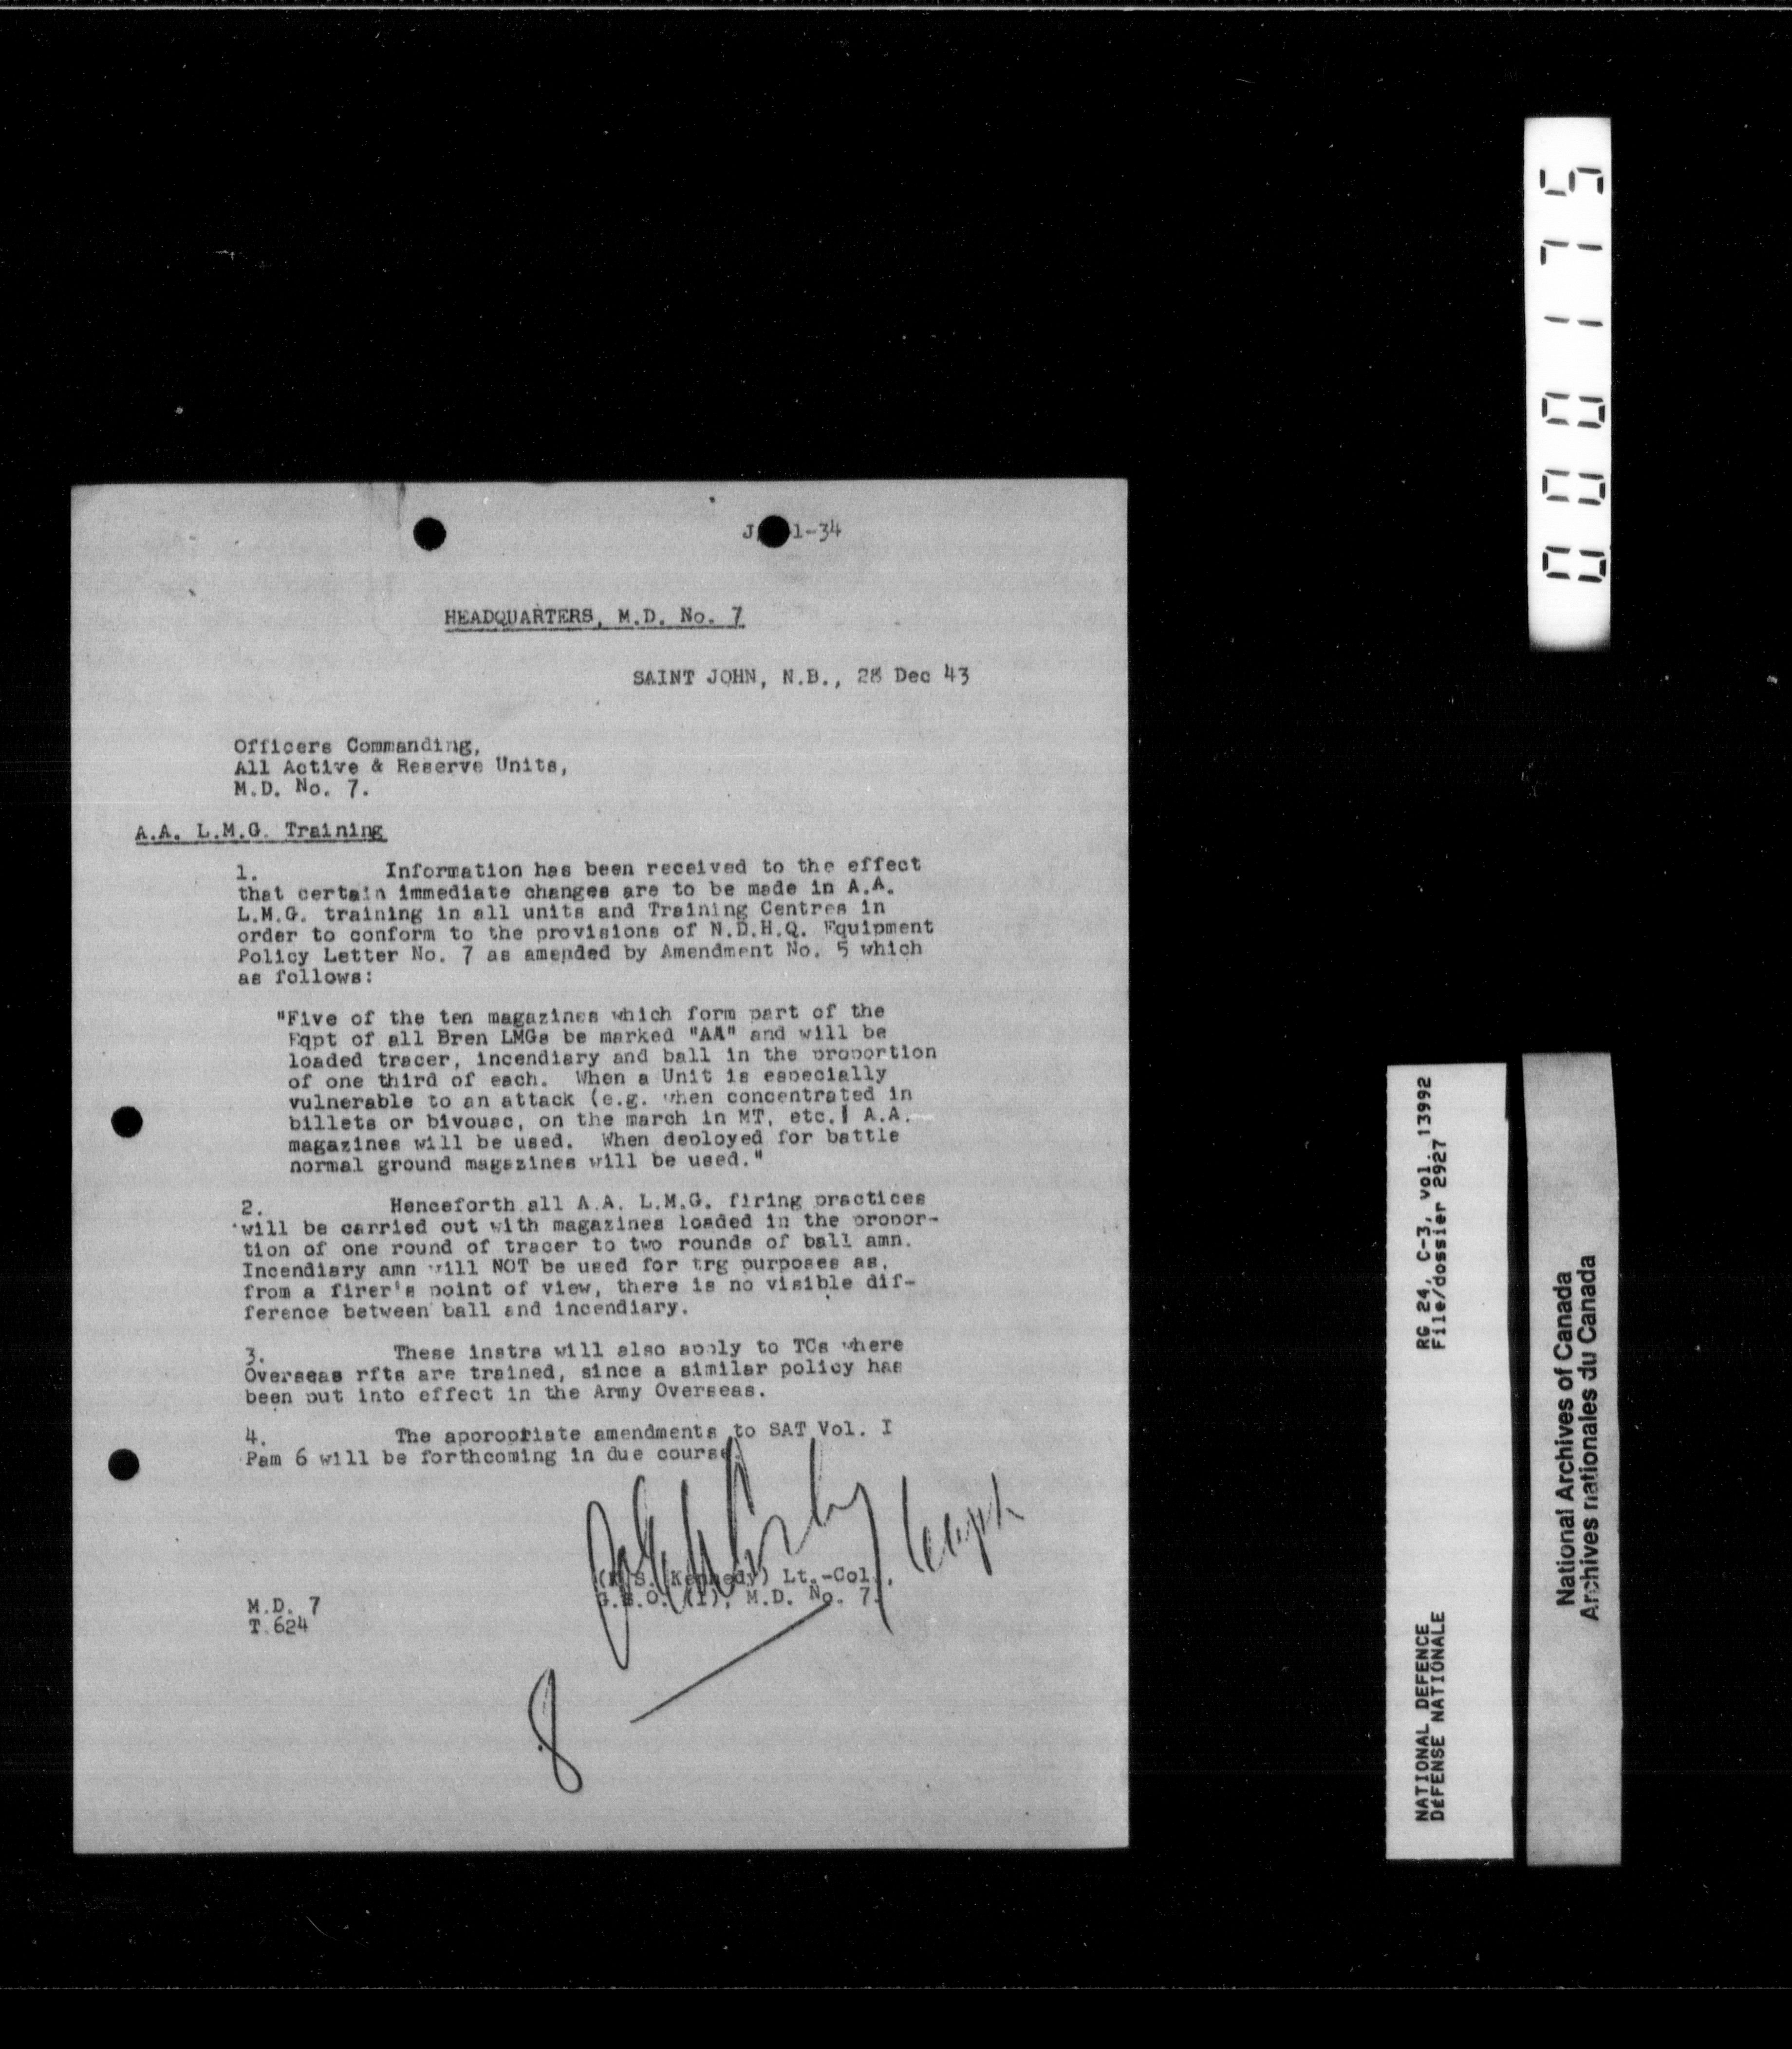 1-34
HEADQUARTERS, M.D. No. 7
SAINT JOHN, N.B., 28 Dec 43
Officers Commanding,
All Active & Reserve Units,
M.D. No. 7.
A.A. L.M.G. Training
1. Information has been received to the effect
that certain immediate changes are to be made in A.A.
L.M.G. training in all units and Training Centres in
order to conform to the provisions of N.D.H.Q. Equipment
Policy Letter No. 7 as amended by Amendment No. 5 which
as follows:
"Five of the ten magazines which form part of the
Eqpt of all Bren LMGs be marked "AA" and will be
loaded tracer, incendiary and ball in the proportion
of one third of each. When a Unit is especially
vulnerable to an attack (e.g. when concentrated in
billets or bivouac, on the march in MT, etc.) A.A.
magazines will be used. When deployed for battle
normal ground magazines will be used."
2. Henceforth all A.A. L.M.G. firing practices
will be carried out with magazines loaded in the propor-
tion of one round of tracer to two rounds of ball amn.
Incendiary amn will NOT be used for trg purposes as,
from a firer's point of view, there is no visible dif-
ference between ball and incendiary.
3. These instrs will also apply to TCs where
Overseas rfts are trained, since a similar policy has
been put into effect in the Army Overseas.
4. The appropriate amendments to SAT Vol. I
Pam 6 will be forthcoming in due course.
Capt
Kennedy) Lt.-Col.,
G.S.O. (1), M.D. No. 7.
M.D. 7
T.624
8
0001175
RG 24, C-3, vol. 13992
File/dossier 2927
NATIONAL DEFENCE
DÉFENSE NATIONALE
National Archives of Canada
Archives nationales du Canada